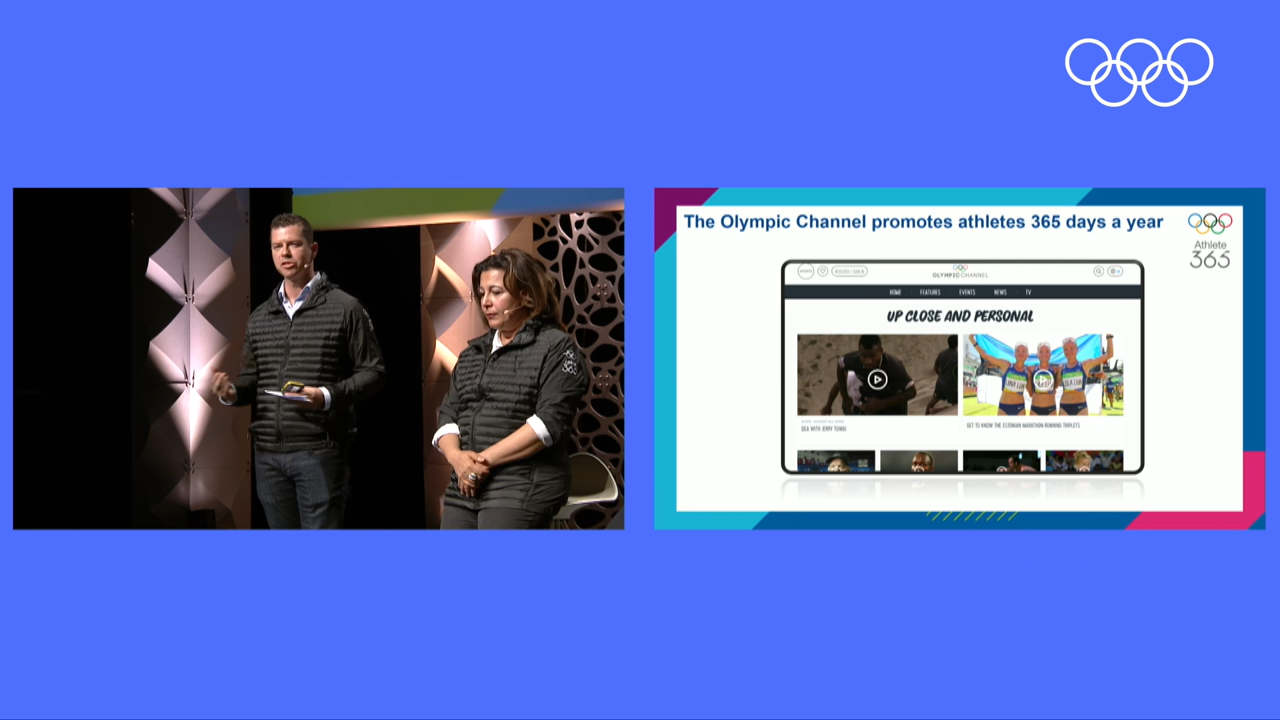 The Olympic Channel promotes athletes 365 days a year
Athlete
365
OLYMPIC CHANNEL
HOME FEATURES EVENTS NEWS TV
UP CLOSE AND PERSONAL
Q&A WITH JERRY TUWAI
GET TO KNOW THE ESTONIAN MARATHON-RUNNING TRIPLETS